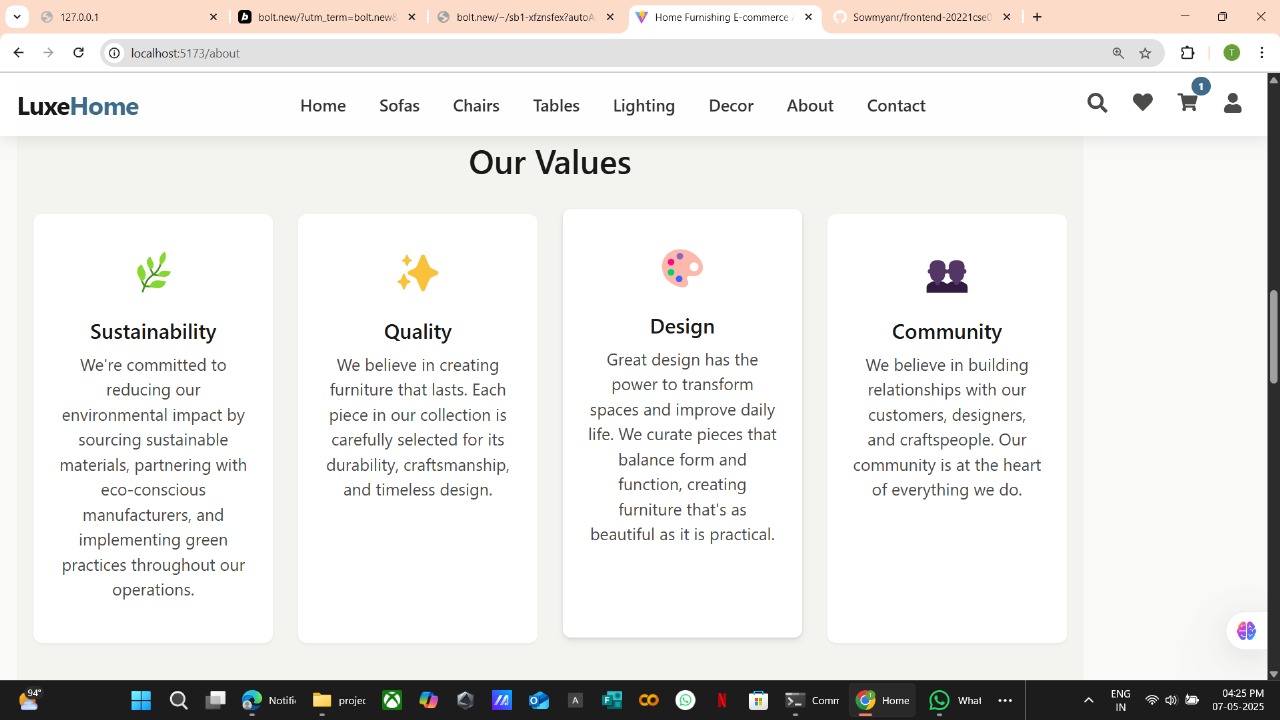 127.0.0.1
bolt.new/?utm_term=bolt.new8
bolt.new/~/sb1-xfznsfex?autoA
Home Furnishing E-commerce
Sowmyanr/frontend-20221cse0
localhost:5173/about
T
LuxeHome
Home
Sofas
Chairs
Tables
Lighting
Decor
About
Contact
1
Our Values
Sustainability
We're committed to
reducing our
environmental impact by
sourcing sustainable
materials, partnering with
eco-conscious
manufacturers, and
implementing green
practices throughout our
operations.
Quality
We believe in creating
furniture that lasts. Each
piece in our collection is
carefully selected for its
durability, craftsmanship,
and timeless design.
Design
Great design has the
power to transform
spaces and improve daily
life. We curate pieces that
balance form and
function, creating
furniture that's as
beautiful as it is practical.
Community
We believe in building
relationships with our
customers, designers,
and craftspeople. Our
community is at the heart
of everything we do.
94°
Notifi
projec
A
N
Comm
Home
What
ENG
IN
04:25 PM
07-05-2025